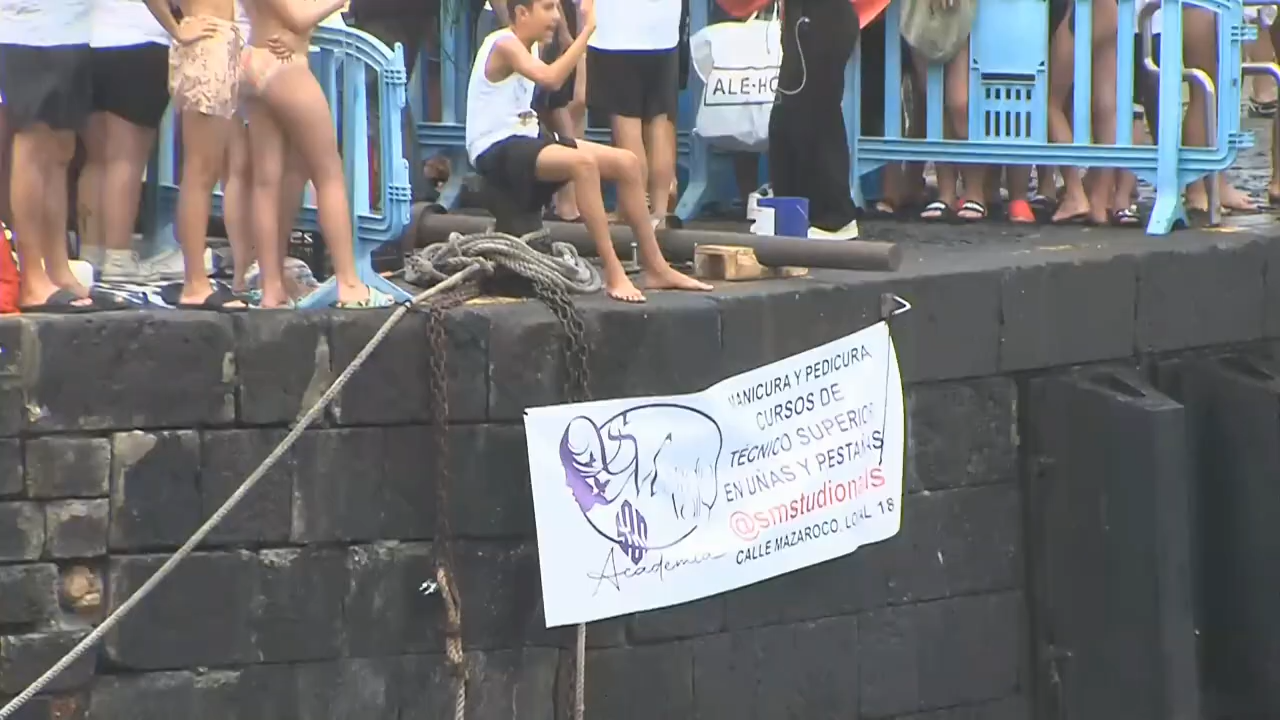 ALE-HO
MANICURA Y PEDICURA
CURSOS DE
TÉCNICO SUPERIOR
EN UÑAS Y PESTAÑAS
@smstudionails
CALLE MAZAROCO, LOCAL 18
Academia